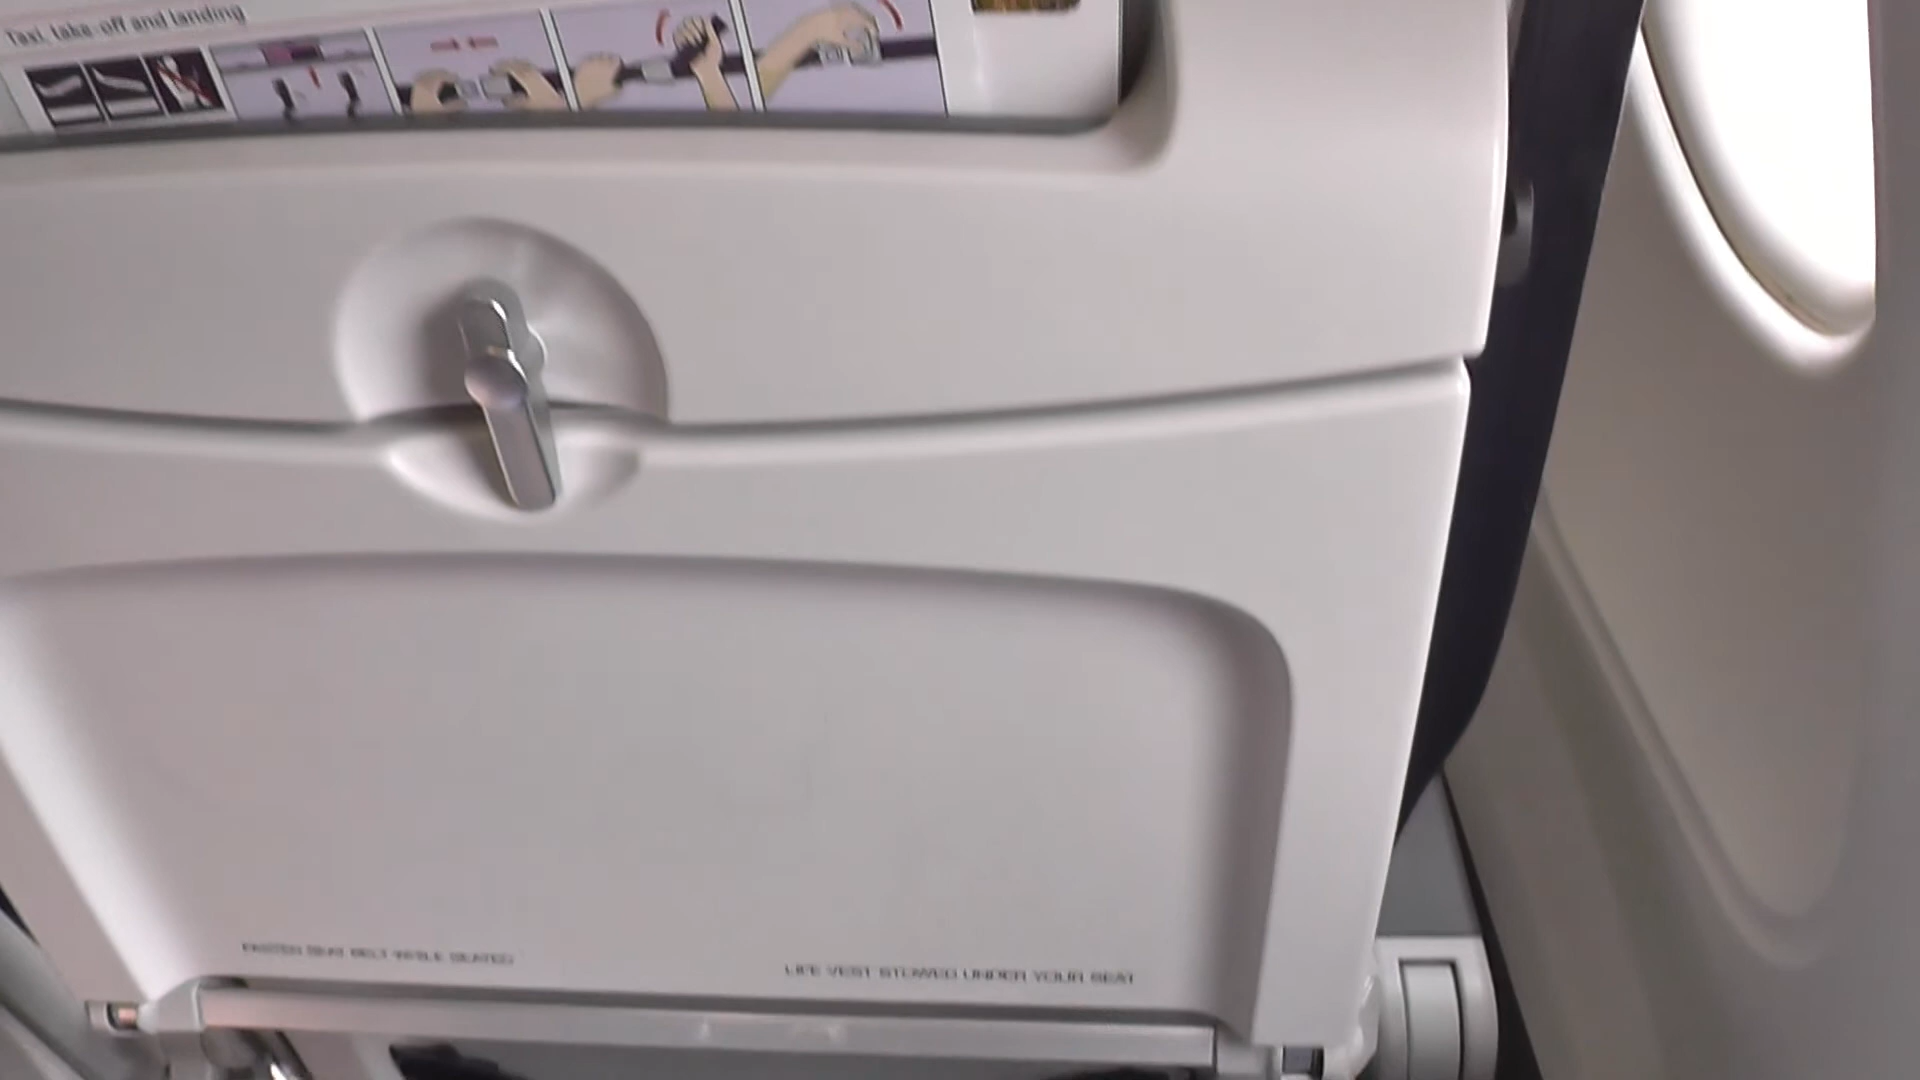 Taxi, take-off and landing
FASTEN SEAT BELT WHILE SEATED
LIFE VEST STOWED UNDER YOUR SEAT